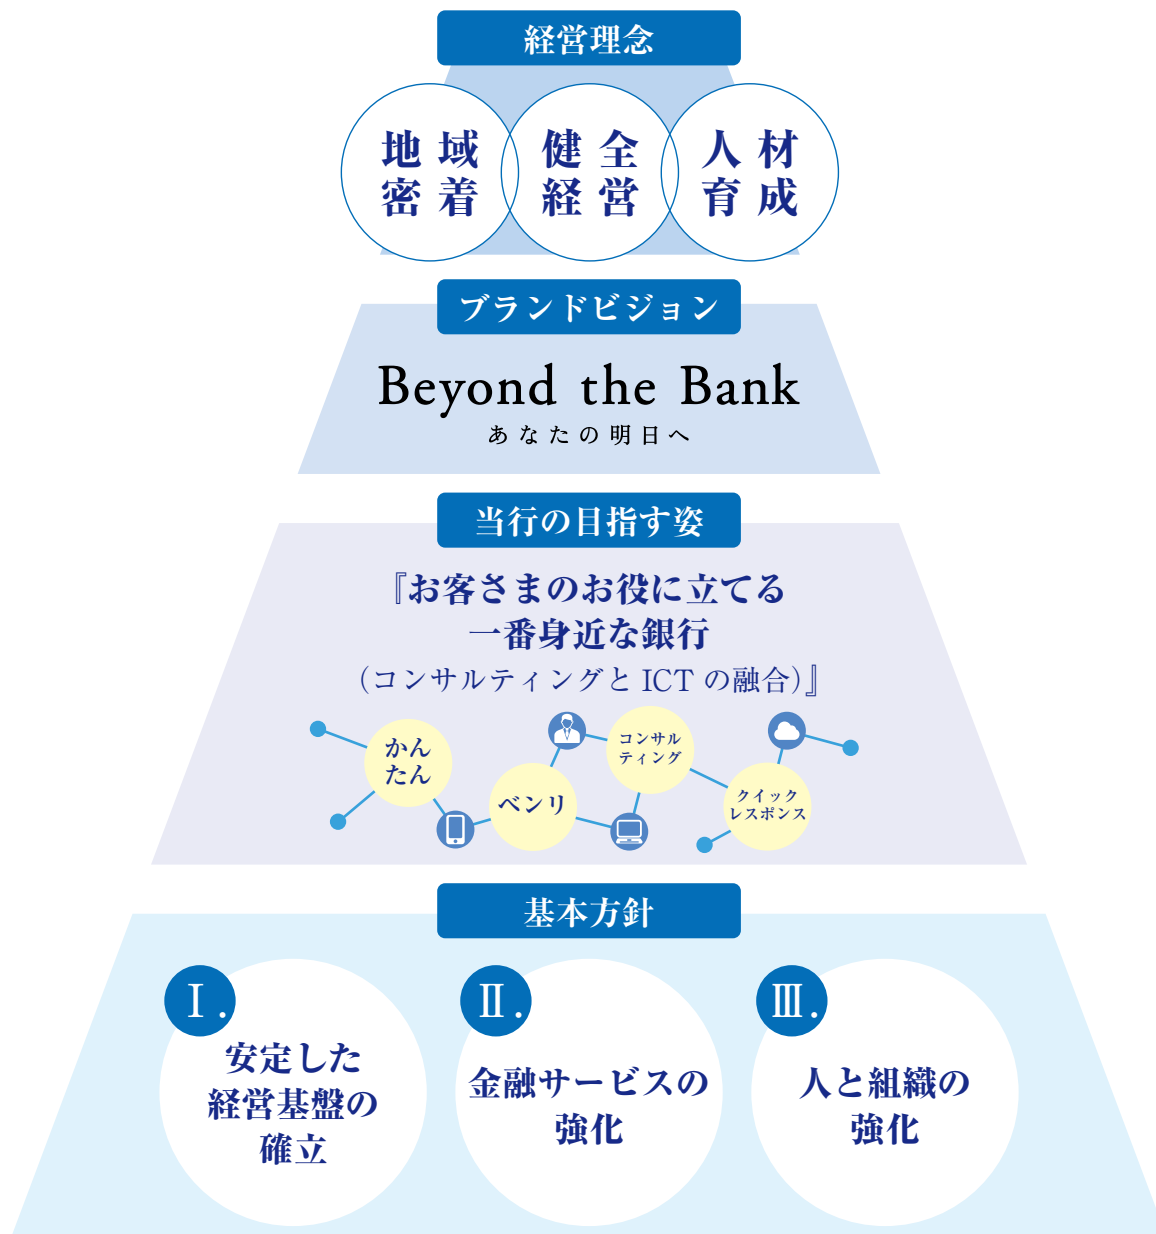 経営理念
地域
密着
健全
経営
人材
育成
ブランドビジョン
Beyond the Bank
あなたの明日へ
当行の目指す姿
『お客さまのお役に立てる
一番身近な銀行
(コンサルティングと ICT の融合)』
かん
たん
ベンリ
コンサル
ティング
クイック
レスポンス
基本方針
Ⅰ.
安定した
経営基盤の
確立
Ⅱ.
金融サービスの
強化
Ⅲ.
人と組織の
強化